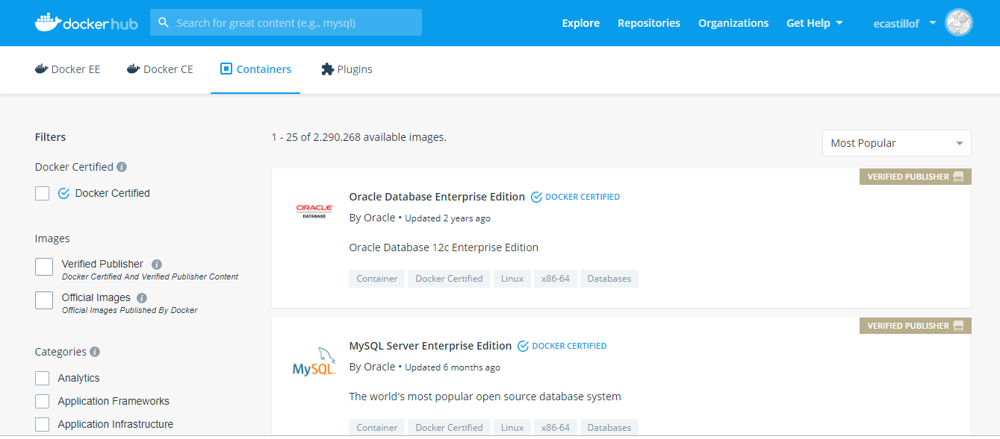 docker hub
Search for great content (e.g., mysql)
Explore Repositories Organizations Get Help ecastillof
Docker EE Docker CE Containers Plugins
Filters
Docker Certified
Docker Certified
Images
Verified Publisher
Docker Certified And Verified Publisher Content
Official Images
Official Images Published By Docker
Categories
Analytics
Application Frameworks
Application Infrastructure
1 - 25 of 2.290.268 available images.
Most Popular
VERIFIED PUBLISHER
ORACLE
DATABASE
Oracle Database Enterprise Edition DOCKER CERTIFIED
By Oracle • Updated 2 years ago
Oracle Database 12c Enterprise Edition
Container Docker Certified Linux x86-64 Databases
VERIFIED PUBLISHER
MySQL
MySQL Server Enterprise Edition DOCKER CERTIFIED
By Oracle • Updated 6 months ago
The world's most popular open source database system
Container Docker Certified Linux x86-64 Databases